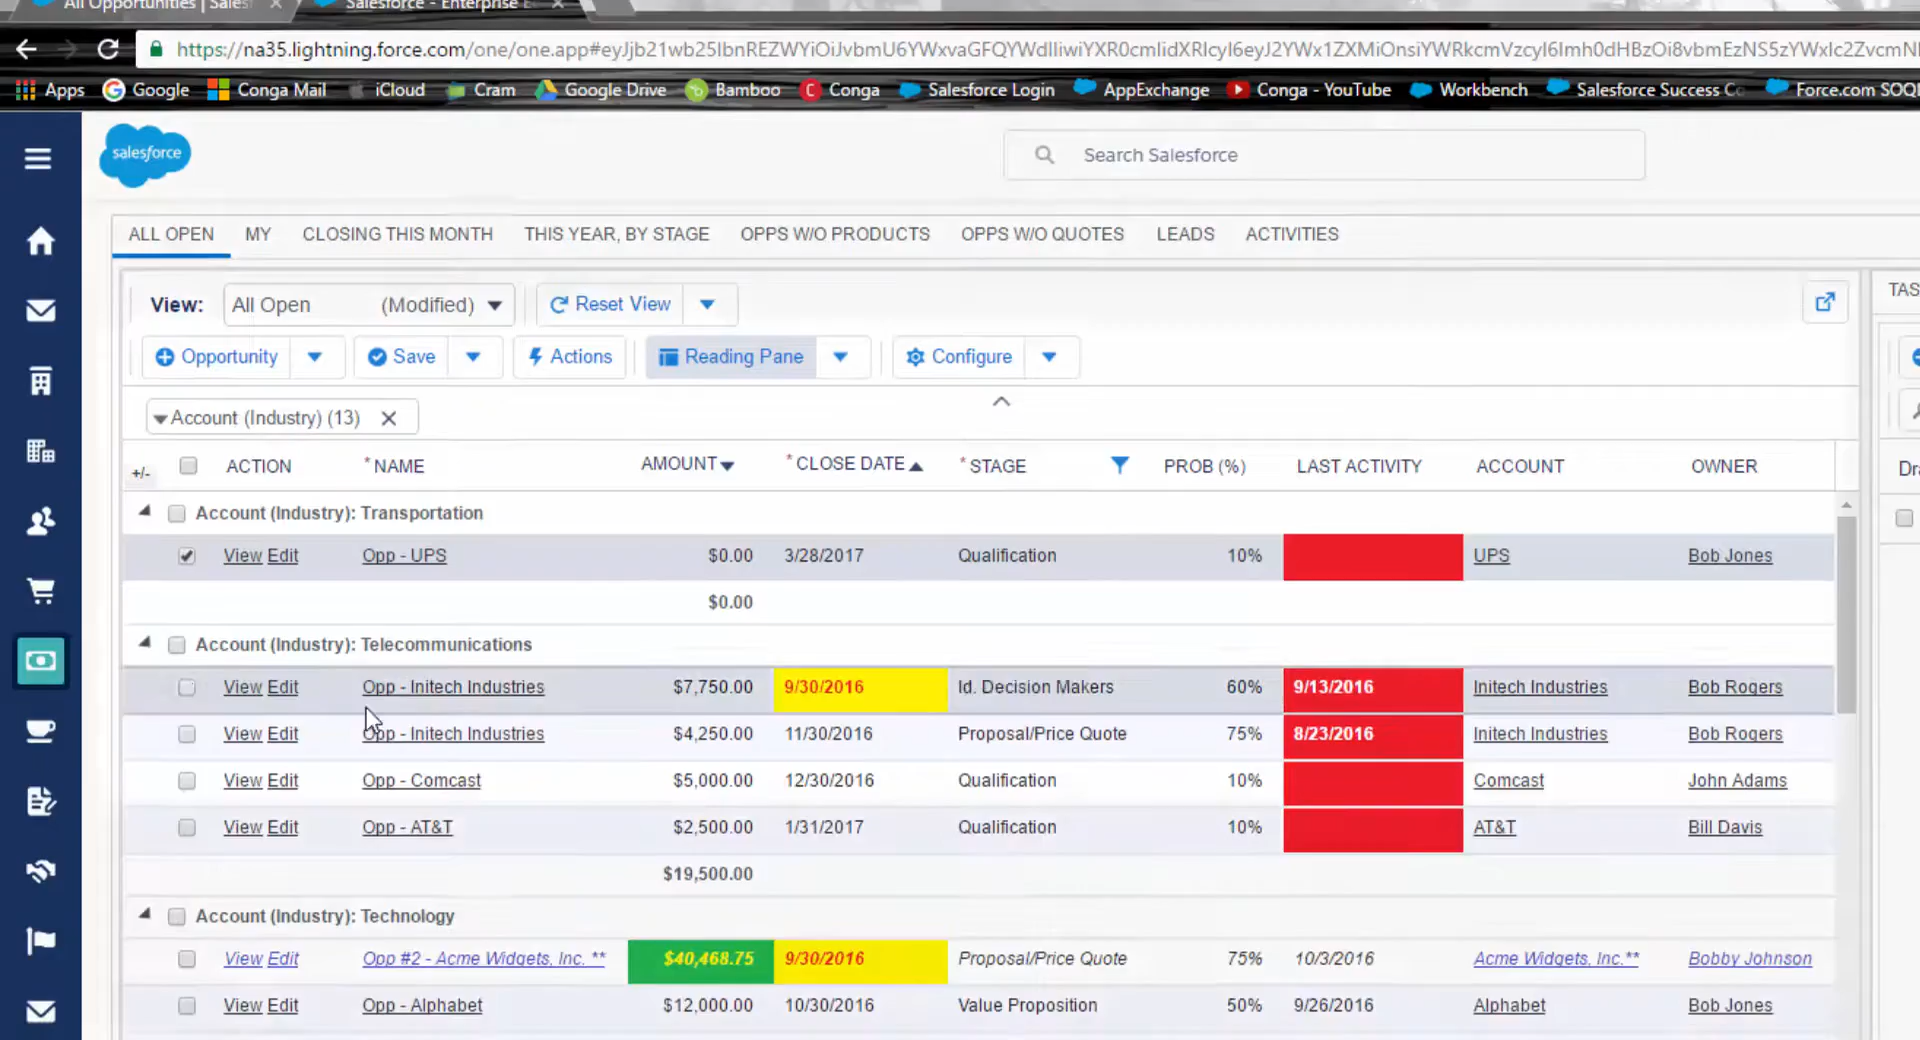 All Opportunities | Sales
Salesforce - Enterprise E
https://na35.lightning.force.com/one/one.app#eyJjb21wb25lbnREZWYiOiJvbmU6YWxvaGFQYWdlIiwiYXR0cmlidXRlcyI6eyJ2YWx1ZXMiOnsiYWRkcmVzcyI6Imh0dHBzOi8vbmEzNS5zYWxlc2ZvcmNl
Apps Google Conga Mail iCloud Cram Google Drive Bamboo Conga Salesforce Login AppExchange Conga - YouTube Workbench Salesforce Success Co Force.com SOQL
salesforce
Search Salesforce
ALL OPEN MY CLOSING THIS MONTH THIS YEAR, BY STAGE OPPS W/O PRODUCTS OPPS W/O QUOTES LEADS ACTIVITIES
TAS
View: All Open (Modified) Reset View
Opportunity Save Actions Reading Pane Configure
Account (Industry) (13)
+/- ACTION *NAME AMOUNT *CLOSE DATE *STAGE PROB (%) LAST ACTIVITY ACCOUNT OWNER
Dra
Account (Industry): Transportation
View Edit Opp - UPS $0.00 3/28/2017 Qualification 10% UPS Bob Jones
$0.00
Account (Industry): Telecommunications
View Edit Opp - Initech Industries $7,750.00 9/30/2016 Id. Decision Makers 60% 9/13/2016 Initech Industries Bob Rogers
View Edit Opp - Initech Industries $4,250.00 11/30/2016 Proposal/Price Quote 75% 8/23/2016 Initech Industries Bob Rogers
View Edit Opp - Comcast $5,000.00 12/30/2016 Qualification 10% Comcast John Adams
View Edit Opp - AT&T $2,500.00 1/31/2017 Qualification 10% AT&T Bill Davis
$19,500.00
Account (Industry): Technology
View Edit Opp #2 - Acme Widgets, Inc. ** $40,468.75 9/30/2016 Proposal/Price Quote 75% 10/3/2016 Acme Widgets, Inc.** Bobby Johnson
View Edit Opp - Alphabet $12,000.00 10/30/2016 Value Proposition 50% 9/26/2016 Alphabet Bob Jones